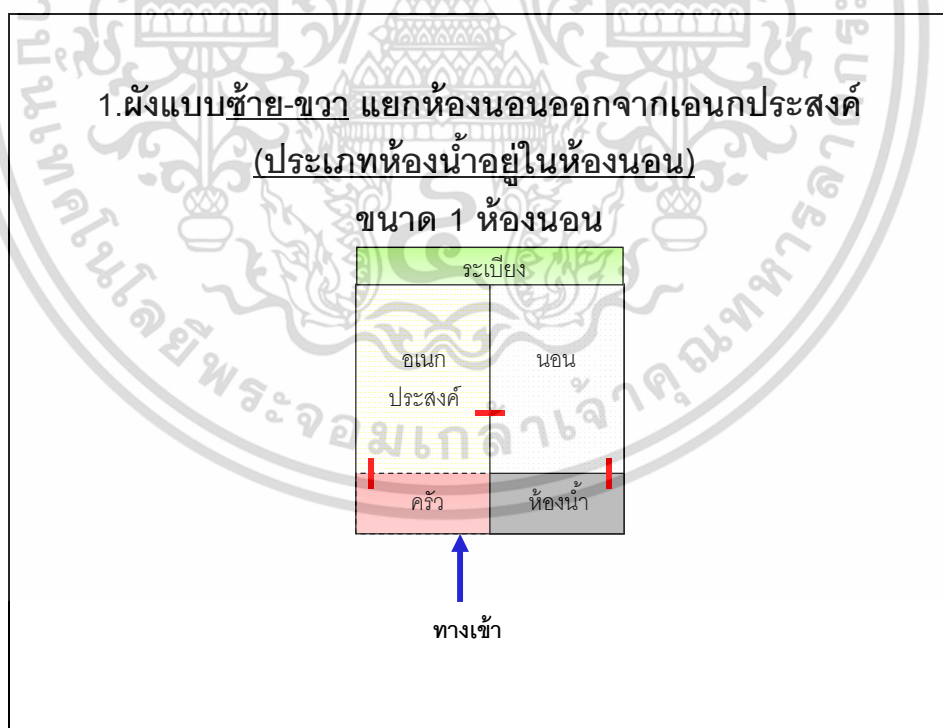 1.ผังแบบซ้าย-ขวา แยกห้องนอนออกจากเอนกประสงค์
(ประเภทห้องน้ำอยู่ในห้องนอน)
ขนาด 1 ห้องนอน
ระเบียง
อเนก
ประสงค์
นอน
ครัว
ห้องน้ำ
ทางเข้า